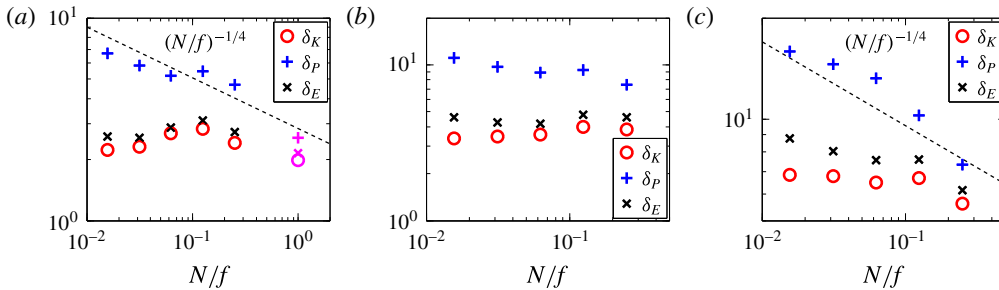 (a)
10^1
(N/f)^{-1/4}
δ_K
δ_P
δ_E
10^0
10^{-2}
10^{-1}
10^0
N/f
(b)
10^1
δ_K
δ_P
δ_E
10^0
10^{-2}
10^{-1}
N/f
(c)
(N/f)^{-1/4}
δ_K
δ_P
δ_E
10^1
10^{-2}
10^{-1}
N/f